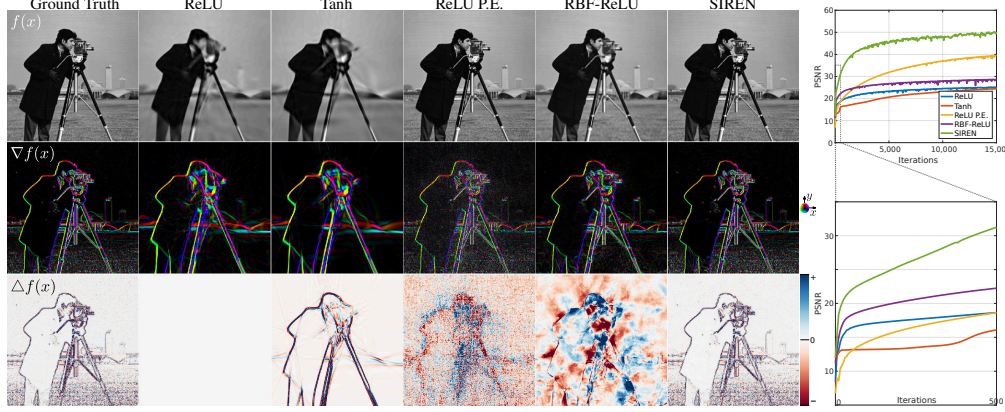 Ground Truth ReLU Tanh ReLU P.E. RBF-ReLU SIREN
f(x)
∇f(x)
△f(x)
+
0
−
y
x
60
50
40
30
20
10
0
PSNR
5,000 10,000 15,000
Iterations
ReLU
Tanh
ReLU P.E.
RBF-ReLU
SIREN
30
20
10
PSNR
0 500
Iterations